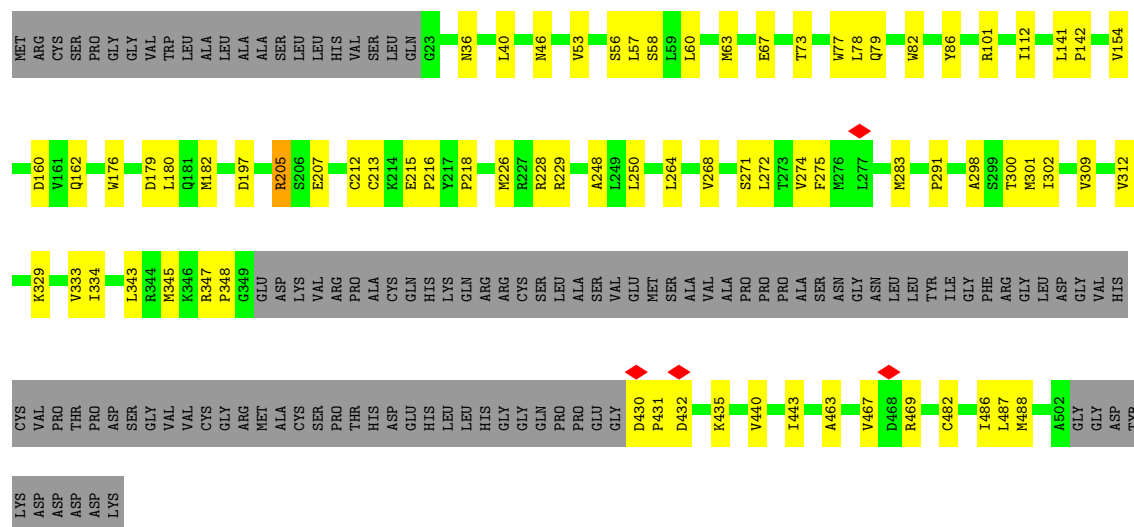 MET ARG CYS SER PRO GLY GLY VAL TRP LEU ALA LEU ALA ALA SER LEU LEU HIS VAL SER LEU GLN G23 N36 L40 N46 V53 S56 L57 S58 L59 L60 M63 E67 T73 W77 L78 Q79 W82 Y86 R101 I112 L141 P142 V154
D160 V161 Q162 W176 D179 L180 Q181 M182 D197 R205 S206 E207 C212 C213 K214 E215 P216 Y217 P218 M226 R227 R228 R229 A248 L249 L250 L264 V268 S271 L272 T273 V274 F275 M276 L277 M283 P291 A298 S299 T300 M301 I302 V309 V312
K329 V333 I334 L343 R344 M345 K346 R347 P348 G349 GLU ASP LYS VAL ARG PRO ALA CYS GLN HIS LYS GLN ARG ARG CYS SER LEU ALA SER VAL GLU MET SER ALA VAL ALA PRO PRO PRO ALA SER ASN GLY ASN LEU LEU TYR ILE GLY PHE ARG GLY LEU ASP GLY VAL HIS
CYS VAL PRO THR PRO ASP SER GLY VAL VAL CYS GLY ARG MET ALA CYS SER PRO THR HIS ASP GLU HIS LEU LEU HIS GLY GLY GLN PRO PRO GLU GLY D430 P431 D432 K435 V440 I443 A463 V467 D468 R469 C482 I486 L487 M488 A502 GLY GLY ASP TYR
LYS ASP ASP ASP ASP LYS